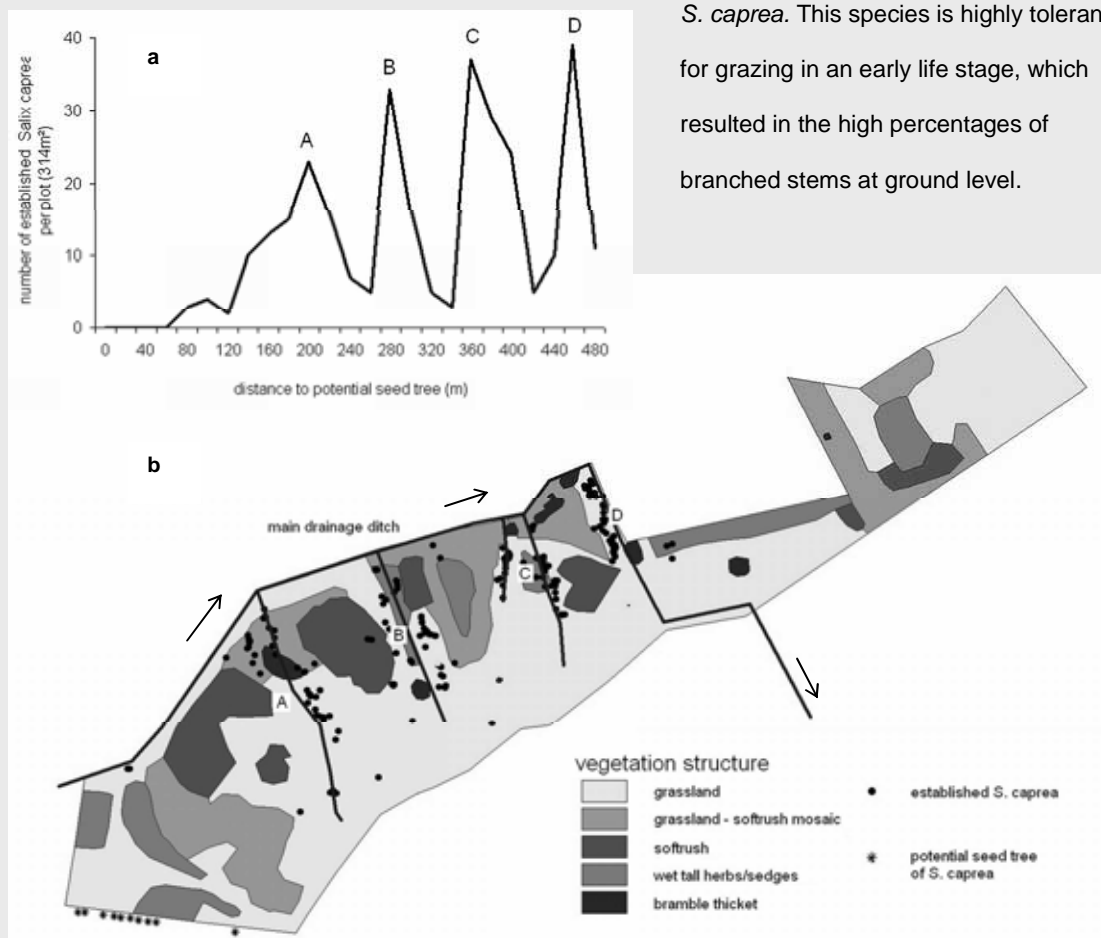 S. caprea. This species is highly toleran
for grazing in an early life stage, which
resulted in the high percentages of
branched stems at ground level.
a
number of established Salix caprea
per plot (314m²)
40
30
20
10
0
A
B
C
D
0 40 80 120 160 200 240 280 320 360 400 440 480
distance to potential seed tree (m)
b
main drainage ditch
A
B
C
D
vegetation structure
grassland
grassland - softrush mosaic
softrush
wet tall herbs/sedges
bramble thicket
established S. caprea
potential seed tree
of S. caprea